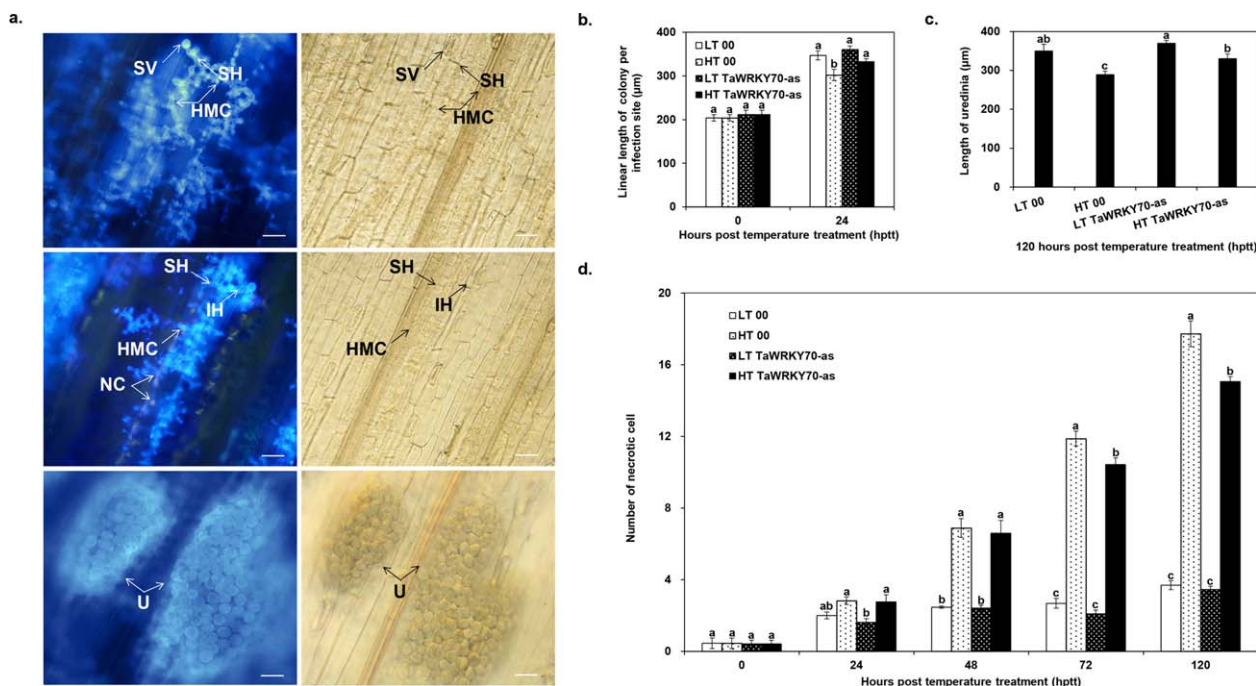 a.
SV
SH
HMC
SV
SH
HMC
SH
IH
HMC
NC
SH
IH
HMC
U
U
b.
400
300
200
100
0
Linear length of colony per
infection site (µm)
LT 00
HT 00
LT TaWRKY70-as
HT TaWRKY70-as
a a a a
a b a a
0 24
Hours post temperature treatment (hptt)
c.
400
300
200
100
0
Length of uredinia (µm)
ab c a b
LT 00
HT 00
LT TaWRKY70-as
HT TaWRKY70-as
120 hours post temperature treatment (hptt)
d.
20
16
12
8
4
0
Number of necrotic cell
LT 00
HT 00
LT TaWRKY70-as
HT TaWRKY70-as
a a a a
ab a b a
b a b a
c a c b
c a c b
0 24 48 72 120
Hours post temperature treatment (hptt)